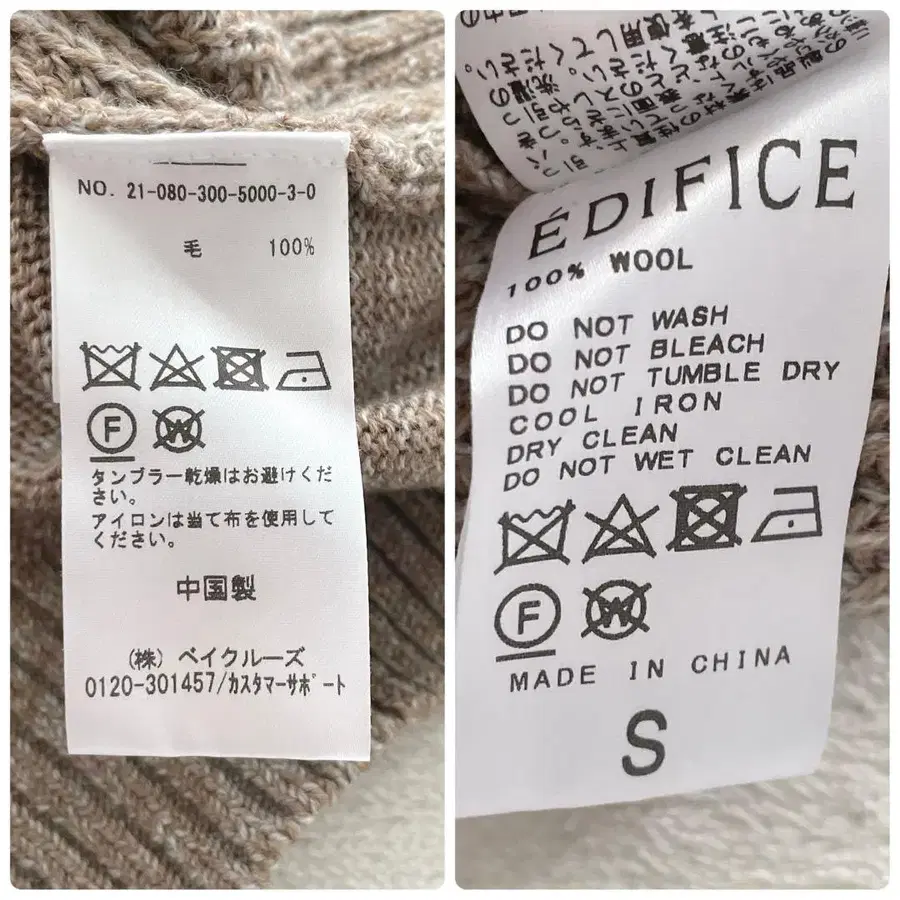 NO. 21-080-300-5000-3-0
毛 100%
F
W
タンブラー乾燥はお避けくだ
さい。
アイロンは当て布を使用して
ください。
中国製
(株) ベイクルーズ
0120-301457/カスタマーサポート
ÉDIFICE
100% WOOL
DO NOT WASH
DO NOT BLEACH
DO NOT TUMBLE DRY
COOL IRON
DRY CLEAN
DO NOT WET CLEAN
F
W
MADE IN CHINA
S